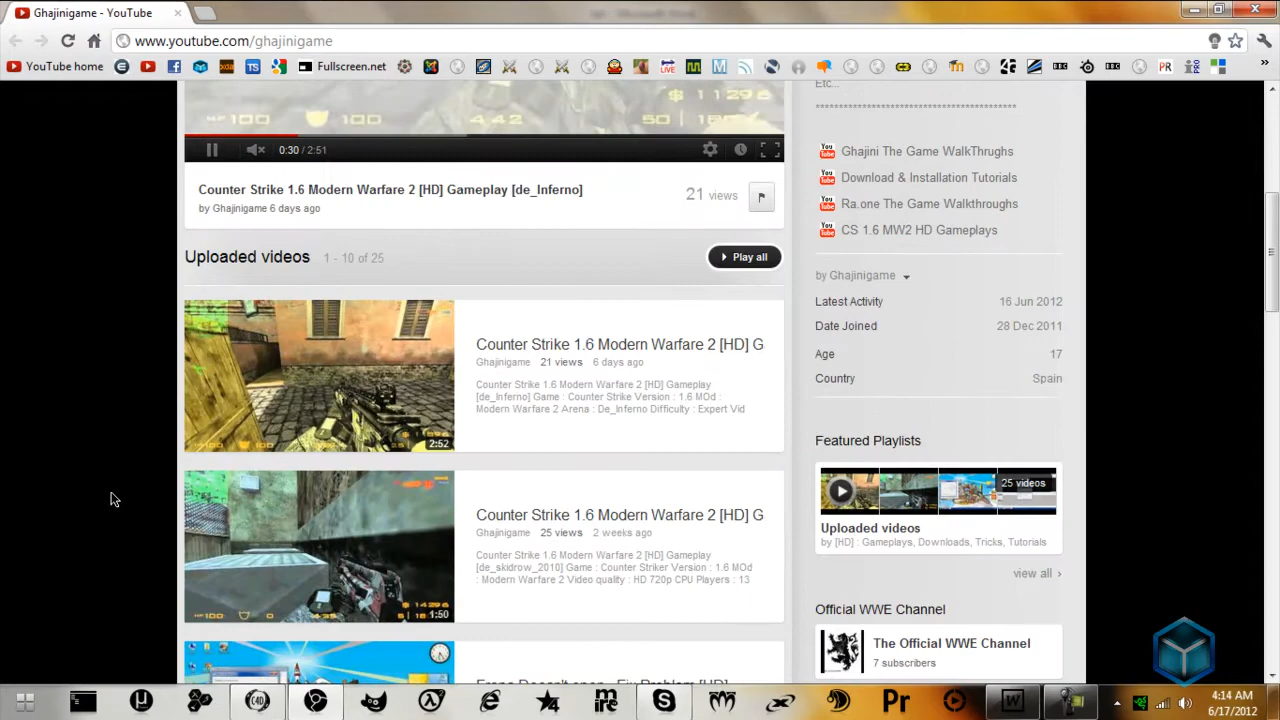 Ghajinigame - YouTube
www.youtube.com/ghajinigame
YouTube home
Fullscreen.net
Etc...
*******************************************
100
100
4 42
50
11296
0:30 / 2:51
Counter Strike 1.6 Modern Warfare 2 [HD] Gameplay [de_Inferno]
by Ghajinigame 6 days ago
21 views
Uploaded videos 1 - 10 of 25
Play all
Counter Strike 1.6 Modern Warfare 2 [HD] G
Ghajinigame 21 views 6 days ago
Counter Strike 1.6 Modern Warfare 2 [HD] Gameplay
[de_Inferno] Game : Counter Strike Version : 1.6 MOd :
Modern Warfare 2 Arena : De_Inferno Difficulty : Expert Vid
2:52
Counter Strike 1.6 Modern Warfare 2 [HD] G
Ghajinigame 25 views 2 weeks ago
Counter Strike 1.6 Modern Warfare 2 [HD] Gameplay
[de_skidrow_2010] Game : Counter Striker Version : 1.6 MOd
: Modern Warfare 2 Video quality : HD 720p CPU Players : 13
1:50
Ghajini The Game WalkThrughs
Download & Installation Tutorials
Ra.one The Game Walkthroughs
CS 1.6 MW2 HD Gameplays
by Ghajinigame
Latest Activity 16 Jun 2012
Date Joined 28 Dec 2011
Age 17
Country Spain
Featured Playlists
25 videos
Uploaded videos
by [HD] : Gameplays, Downloads, Tricks, Tutorials
view all ›
Official WWE Channel
The Official WWE Channel
7 subscribers
4:14 AM
6/17/2012